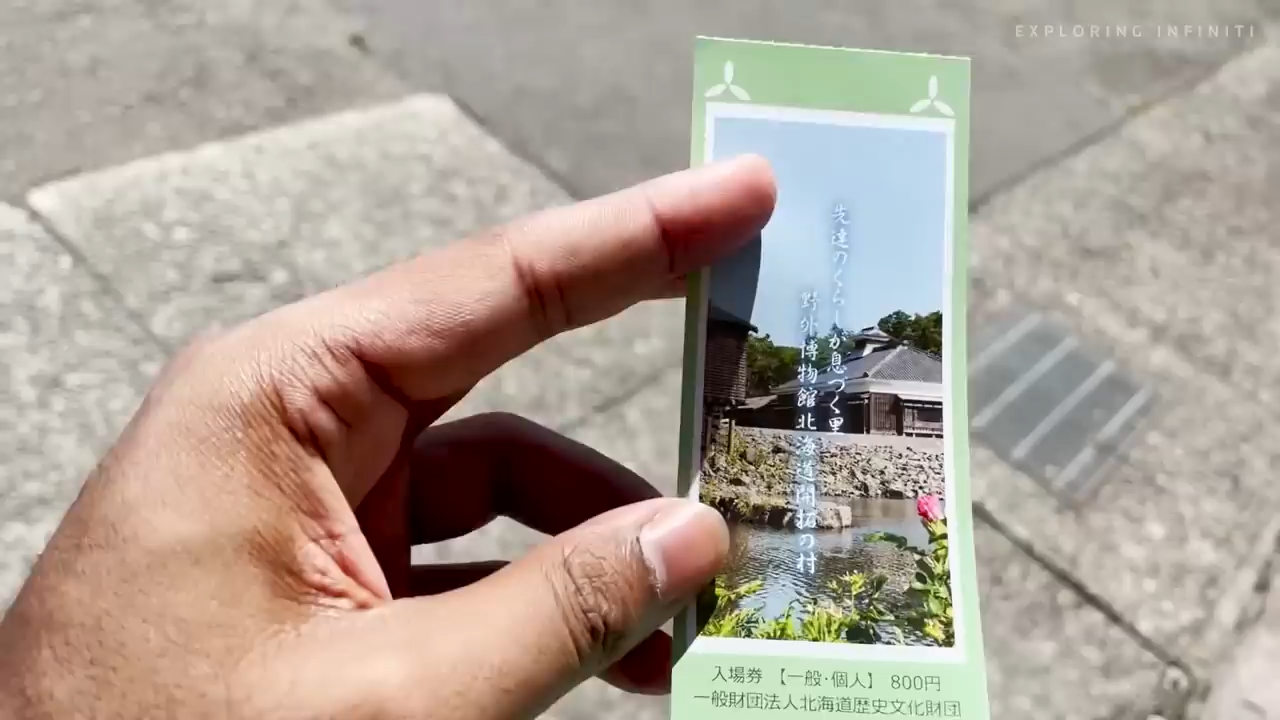 EXPLORING INFINITI
先達のくらしが息づく里
野外博物館北海道開拓の村
入場券 【一般・個人】 800円
一般財団法人北海道歴史文化財団